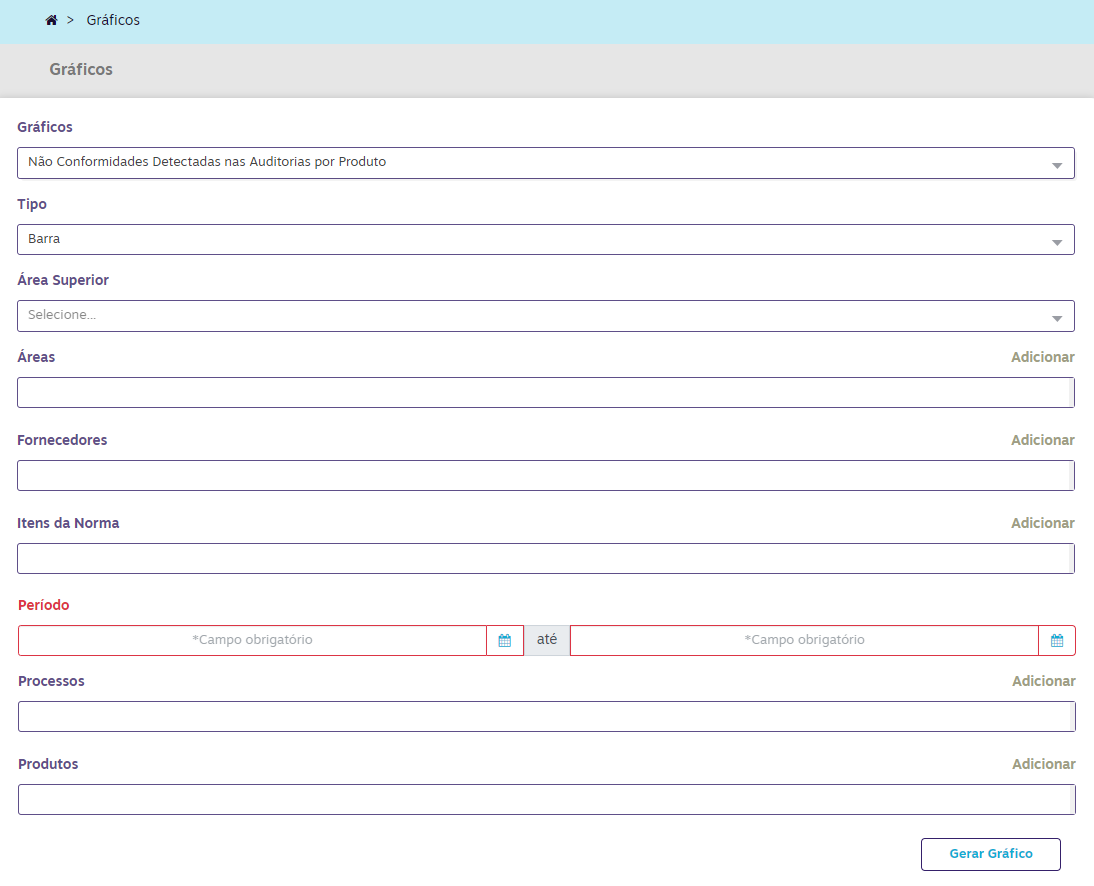 > Gráficos
Gráficos
Gráficos
Não Conformidades Detectadas nas Auditorias por Produto
Tipo
Barra
Área Superior
Selecione...
Áreas Adicionar
Fornecedores Adicionar
Itens da Norma Adicionar
Período
*Campo obrigatório até *Campo obrigatório
Processos Adicionar
Produtos Adicionar
Gerar Gráfico